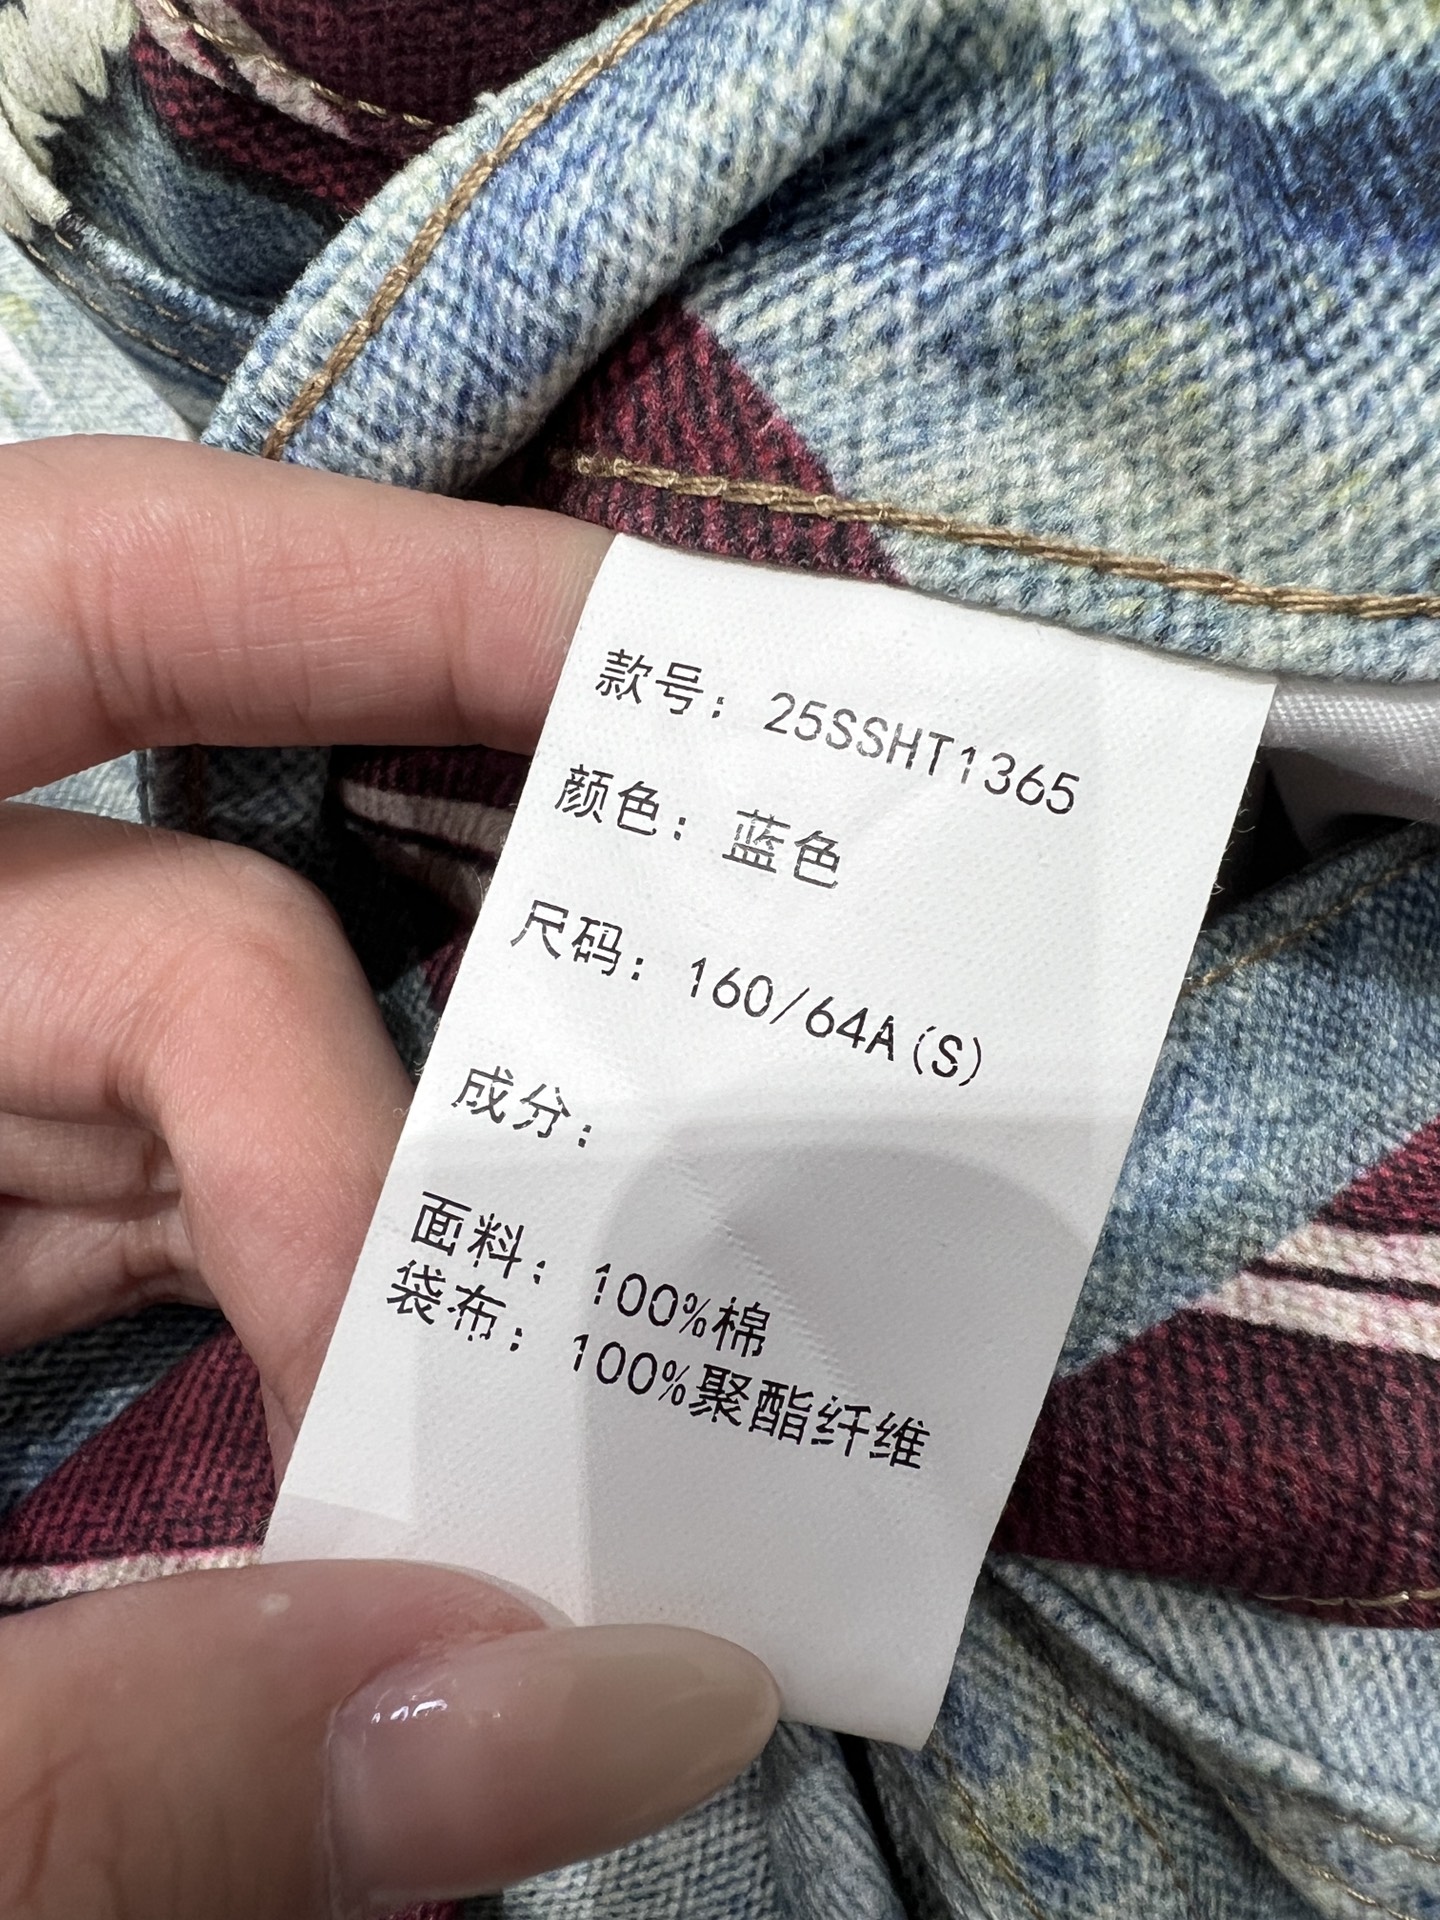 款号：25SSHT1365
颜色：蓝色
尺码：160/64A(S)
成分：
面料：100%棉
袋布：100%聚酯纤维